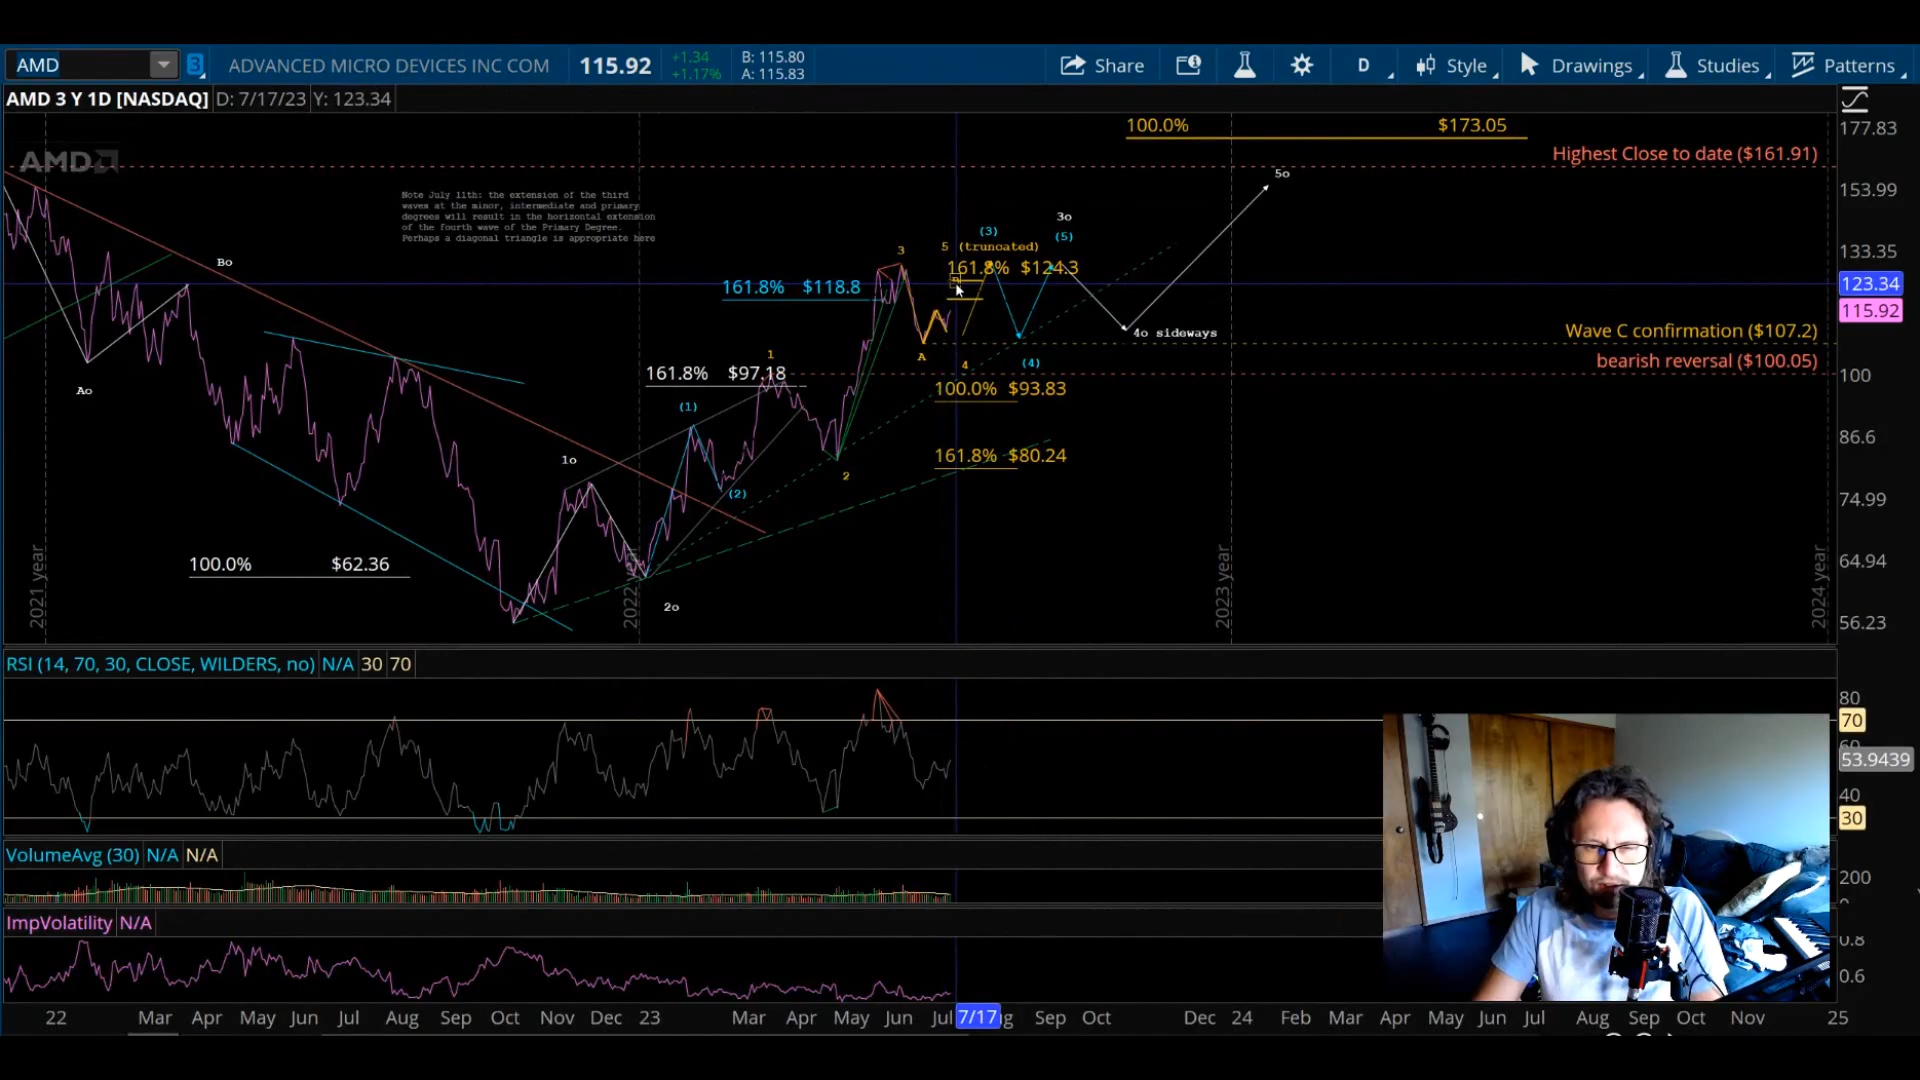 AMD
3
ADVANCED MICRO DEVICES INC COM
115.92
+1.34
+1.17%
B: 115.80
A: 115.83
Share
D
Style
Drawings
Studies
Patterns
AMD 3 Y 1D [NASDAQ]
D: 7/17/23
Y: 123.34
AMD
100.0% $173.05
177.83
Highest Close to date ($161.91)
153.99
Note July 11th: the extension of the third
waves at the minor, intermediate and primary
degrees will result in the horizontal extension
of the fourth wave of the Primary Degree.
Perhaps a diagonal triangle is appropriate here
5o
3o
(3)
(5)
3
5 (truncated)
133.35
Bo
161.8% $124.3
161.8% $118.8
123.34
115.92
4o sideways
Wave C confirmation ($107.2)
A
1
4
(4)
bearish reversal ($100.05)
161.8% $97.18
100
Ao
100.0% $93.83
(1)
86.6
1o
161.8% $80.24
2
(2)
74.99
100.0% $62.36
64.94
2o
56.23
2021 year
2022
2023 year
2024 year
RSI (14, 70, 30, CLOSE, WILDERS, no)
N/A
30
70
80
70
53.9439
40
30
VolumeAvg (30)
N/A
N/A
200
ImpVolatility
N/A
0.8
0.6
22 Mar Apr May Jun Jul Aug Sep Oct Nov Dec 23 Mar Apr May Jun Jul 7/17 Sep Oct Dec 24 Feb Mar Apr May Jun Jul Aug Sep Oct Nov 25